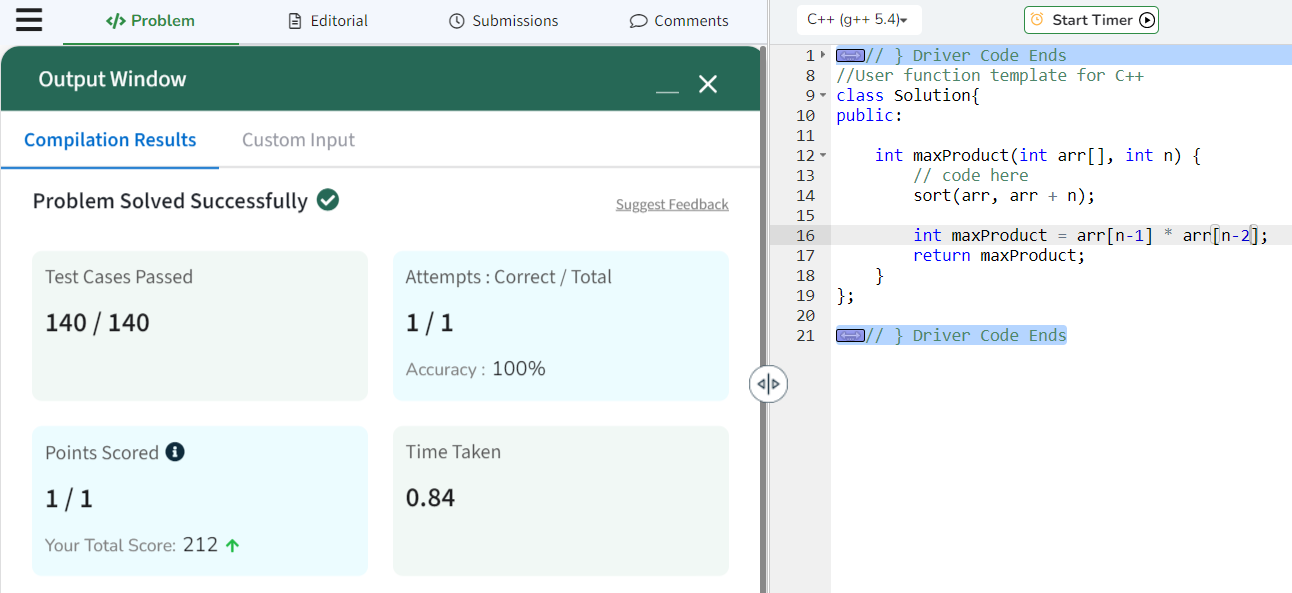 Problem
Editorial
Submissions
Comments
Output Window
Compilation Results
Custom Input
Problem Solved Successfully
Suggest Feedback
Test Cases Passed
140 / 140
Attempts : Correct / Total
1 / 1
Accuracy : 100%
Points Scored
1 / 1
Your Total Score: 212
Time Taken
0.84
C++ (g++ 5.4)
Start Timer
1 // } Driver Code Ends
8 //User function template for C++
9 class Solution{
10 public:
11
12     int maxProduct(int arr[], int n) {
13         // code here
14         sort(arr, arr + n);
15
16         int maxProduct = arr[n-1] * arr[n-2];
17         return maxProduct;
18     }
19 };
20
21 // } Driver Code Ends